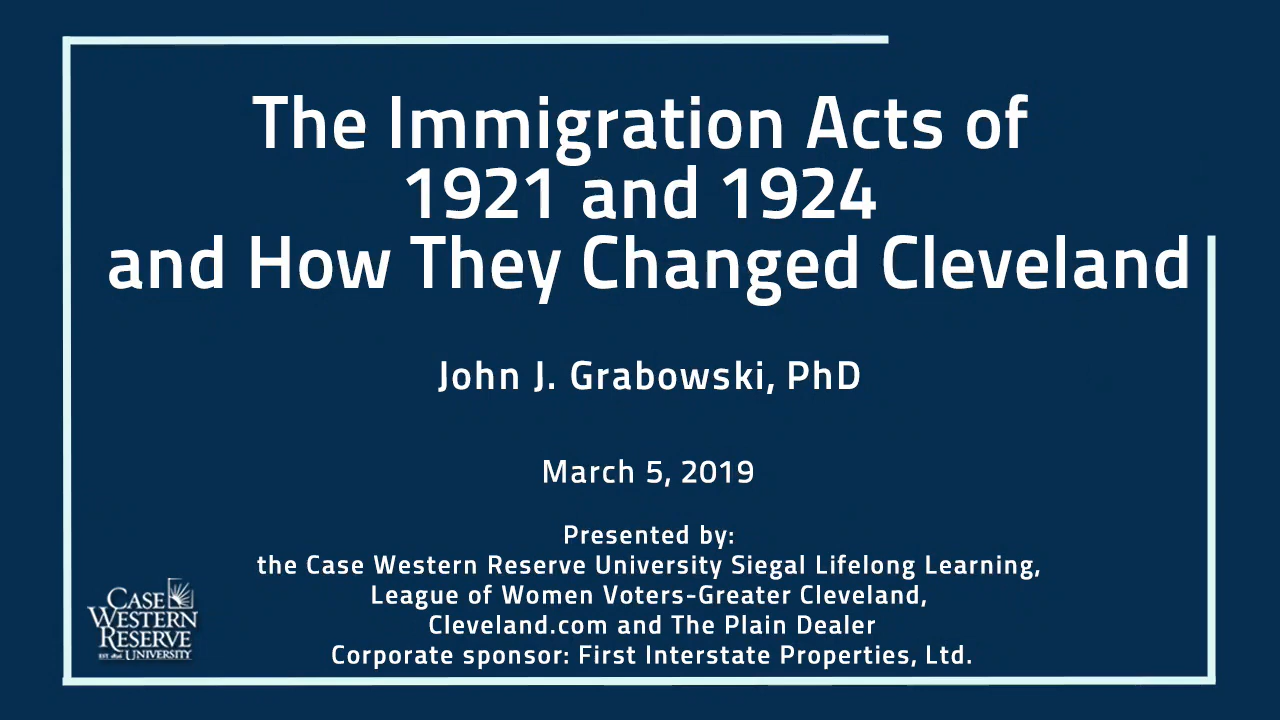 The Immigration Acts of
1921 and 1924
and How They Changed Cleveland
John J. Grabowski, PhD
March 5, 2019
Presented by:
the Case Western Reserve University Siegal Lifelong Learning,
League of Women Voters-Greater Cleveland,
Cleveland.com and The Plain Dealer
Corporate sponsor: First Interstate Properties, Ltd.
CASE
WESTERN
RESERVE
UNIVERSITY